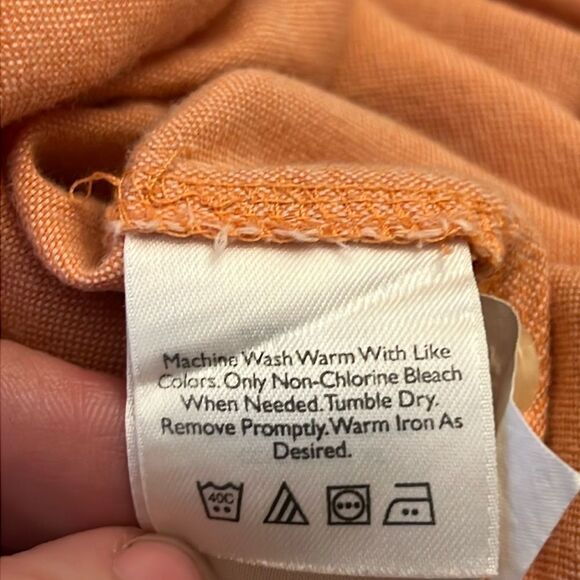 Machine Wash Warm With Like
Colors. Only Non-Chlorine Bleach
When Needed. Tumble Dry.
Remove Promptly. Warm Iron As
Desired.
40C